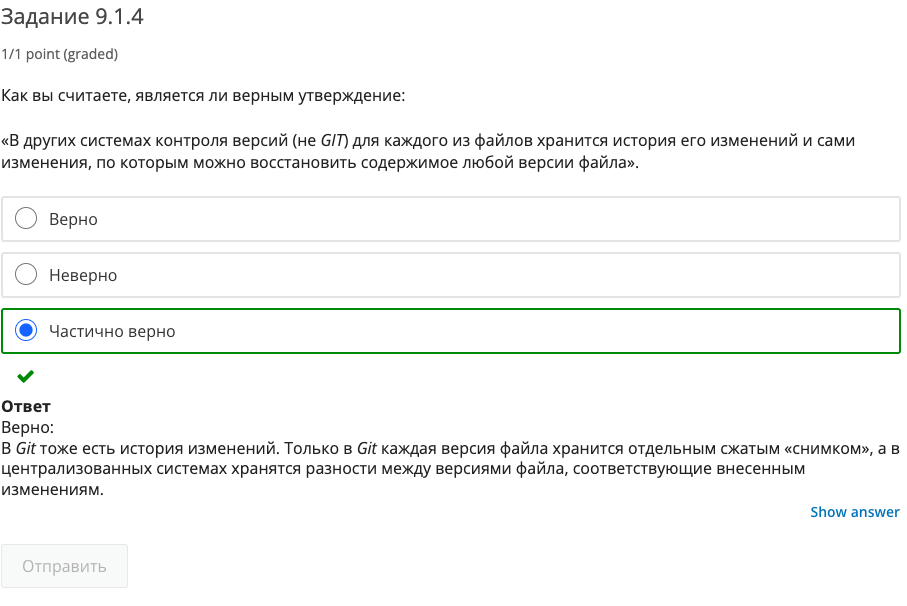 Задание 9.1.4
1/1 point (graded)
Как вы считаете, является ли верным утверждение:
«В других системах контроля версий (не GIT) для каждого из файлов хранится история его изменений и сами
изменения, по которым можно восстановить содержимое любой версии файла».
Верно
Неверно
Частично верно
Ответ
Верно:
В Git тоже есть история изменений. Только в Git каждая версия файла хранится отдельным сжатым «снимком», а в
централизованных системах хранятся разности между версиями файла, соответствующие внесенным
изменениям.
Show answer
Отправить